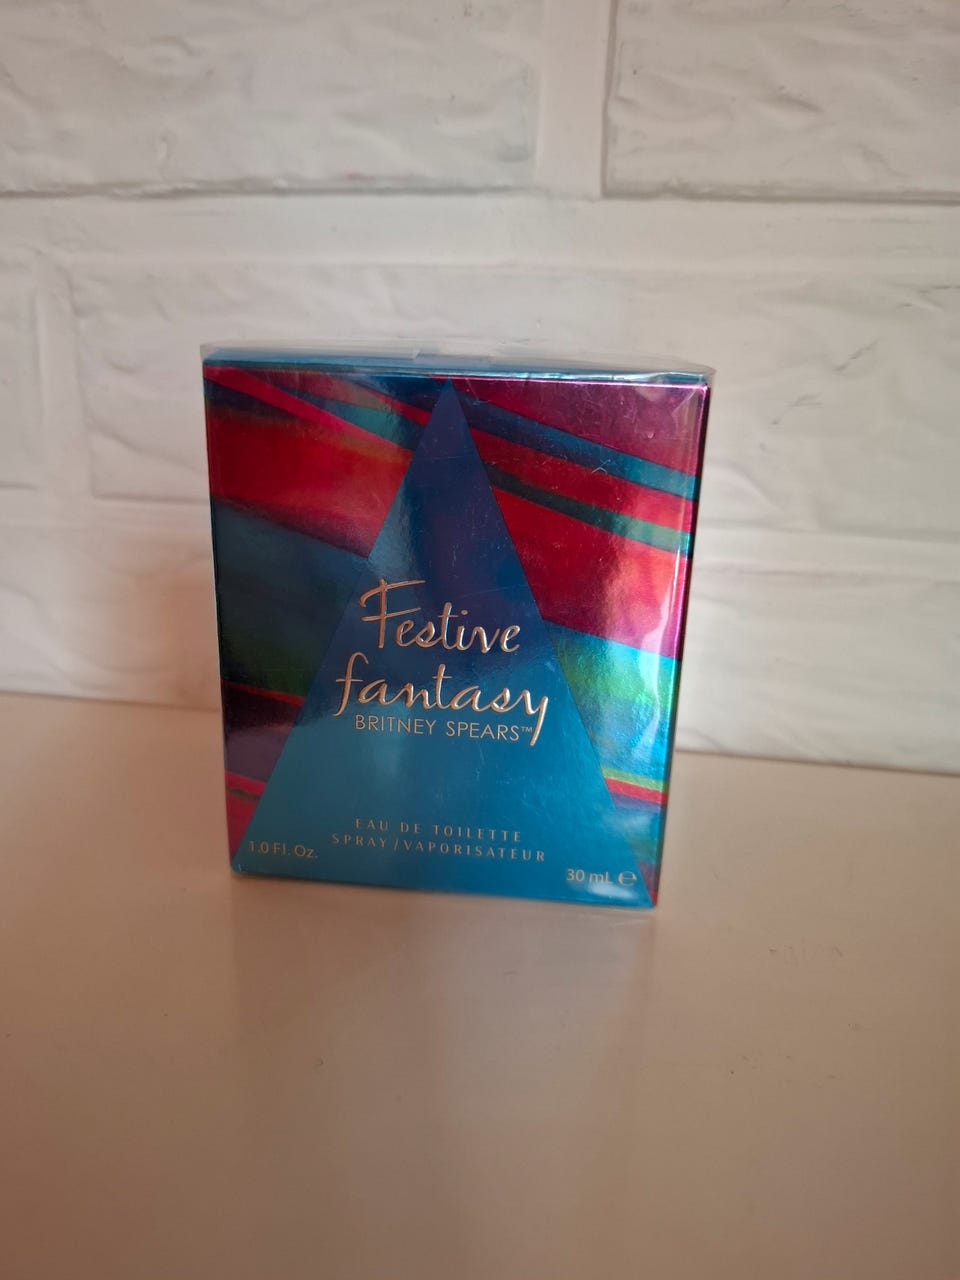 Festive
fantasy
BRITNEY SPEARS™
EAU DE TOILETTE
SPRAY/VAPORISATEUR
1.0 Fl. Oz.
30 mL ℮